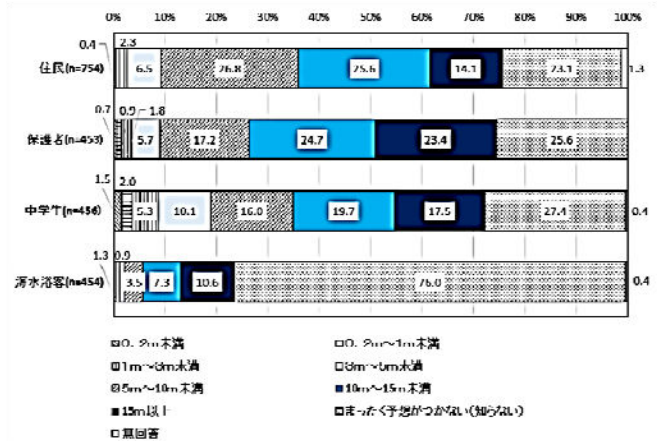 0% 10% 20% 30% 40% 50% 60% 70% 80% 90% 100%
0.4 2.3
住民(n=754) 6.5 26.8 25.6 14.1 23.1 1.3
0.7 0.9 1.8
保護者(n=453) 5.7 17.2 24.7 23.4 25.6
1.5 2.0
中学生(n=456) 5.3 10.1 16.0 19.7 17.5 27.4 0.4
1.3 0.9
海水浴客(n=454) 3.5 7.3 10.6 76.0 0.4
0.2m未満 0.2m~1m未満
1m~3m未満 3m~5m未満
5m~10m未満 10m~15m未満
15m以上 まったく予想がつかない(知らない)
無回答